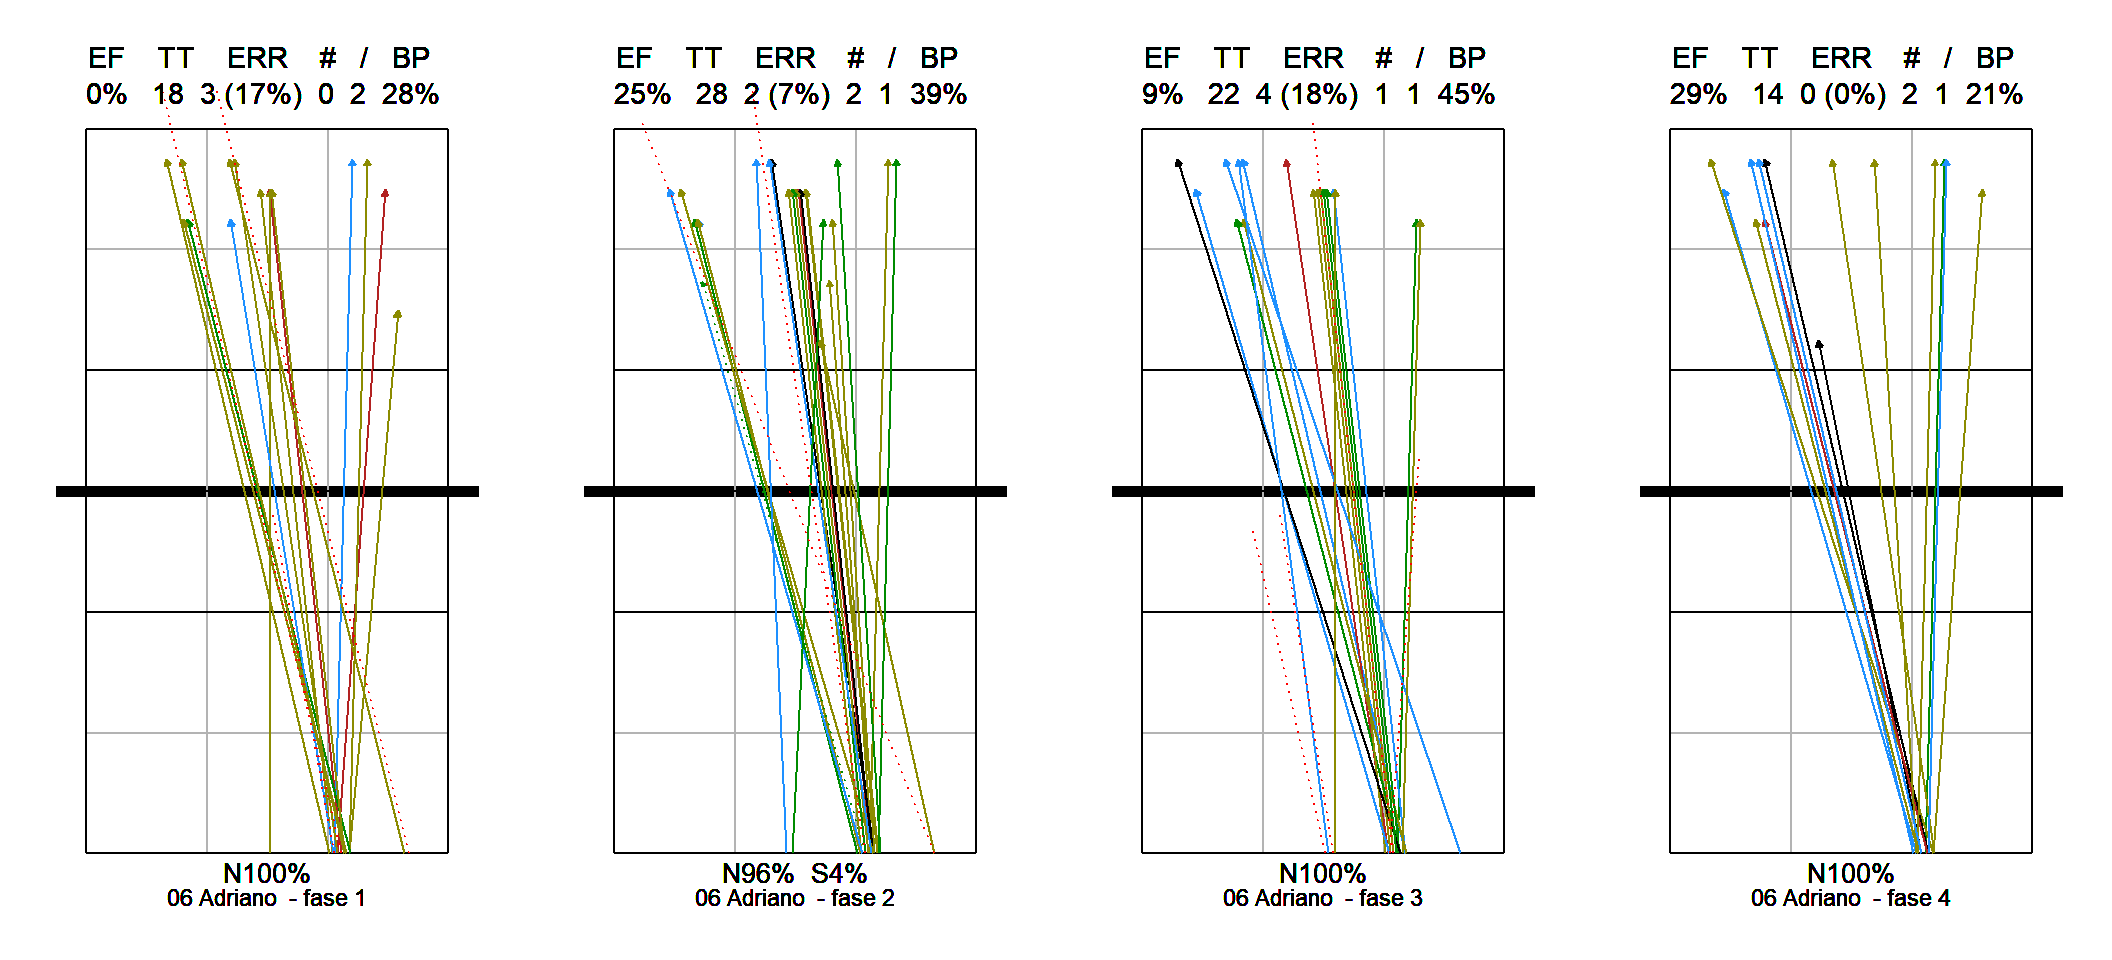 EF TT ERR # / BP
0% 18 3 (17%) 0 2 28%
N100%
06 Adriano - fase 1
EF TT ERR # / BP
25% 28 2 (7%) 2 1 39%
N96% S4%
06 Adriano - fase 2
EF TT ERR # / BP
9% 22 4 (18%) 1 1 45%
N100%
06 Adriano - fase 3
EF TT ERR # / BP
29% 14 0 (0%) 2 1 21%
N100%
06 Adriano - fase 4